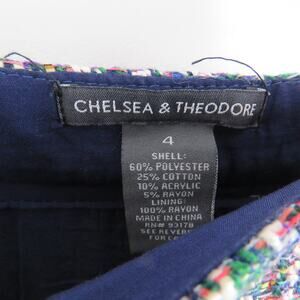 CHELSEA & THEODORE
4
SHELL:
60% POLYESTER
25% COTTON
10% ACRYLIC
5% RAYON
LINING:
100% RAYON
MADE IN CHINA
RN# 93178
SEE REVERSE
FOR